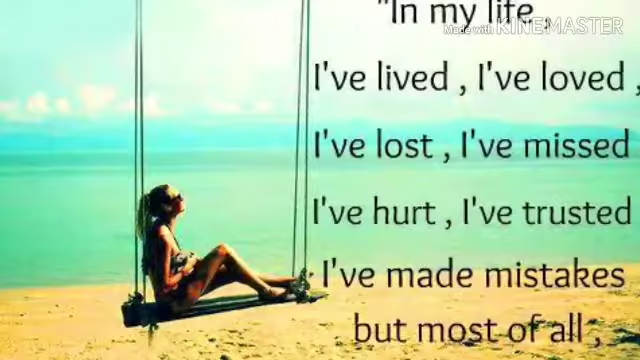 "In my life ,
Made with KINEMASTER
I've lived , I've loved ,
I've lost , I've missed
I've hurt , I've trusted
I've made mistakes
but most of all ,